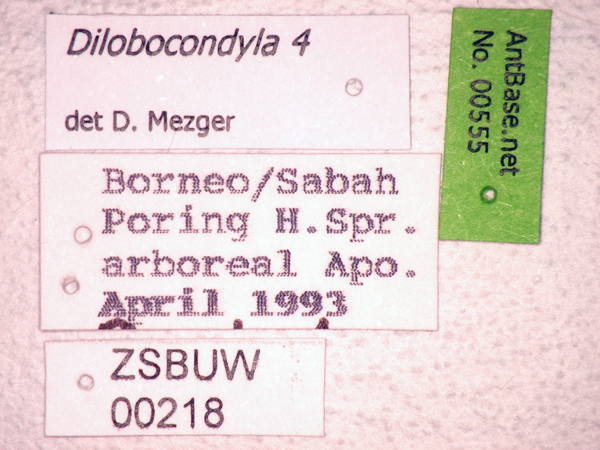 Dilobocondyla 4
det D. Mezger
AntBase.net
No. 00555
Borneo/Sabah
Poring H.Spr.
arboreal Apo.
April 1993
ZSBUW
00218